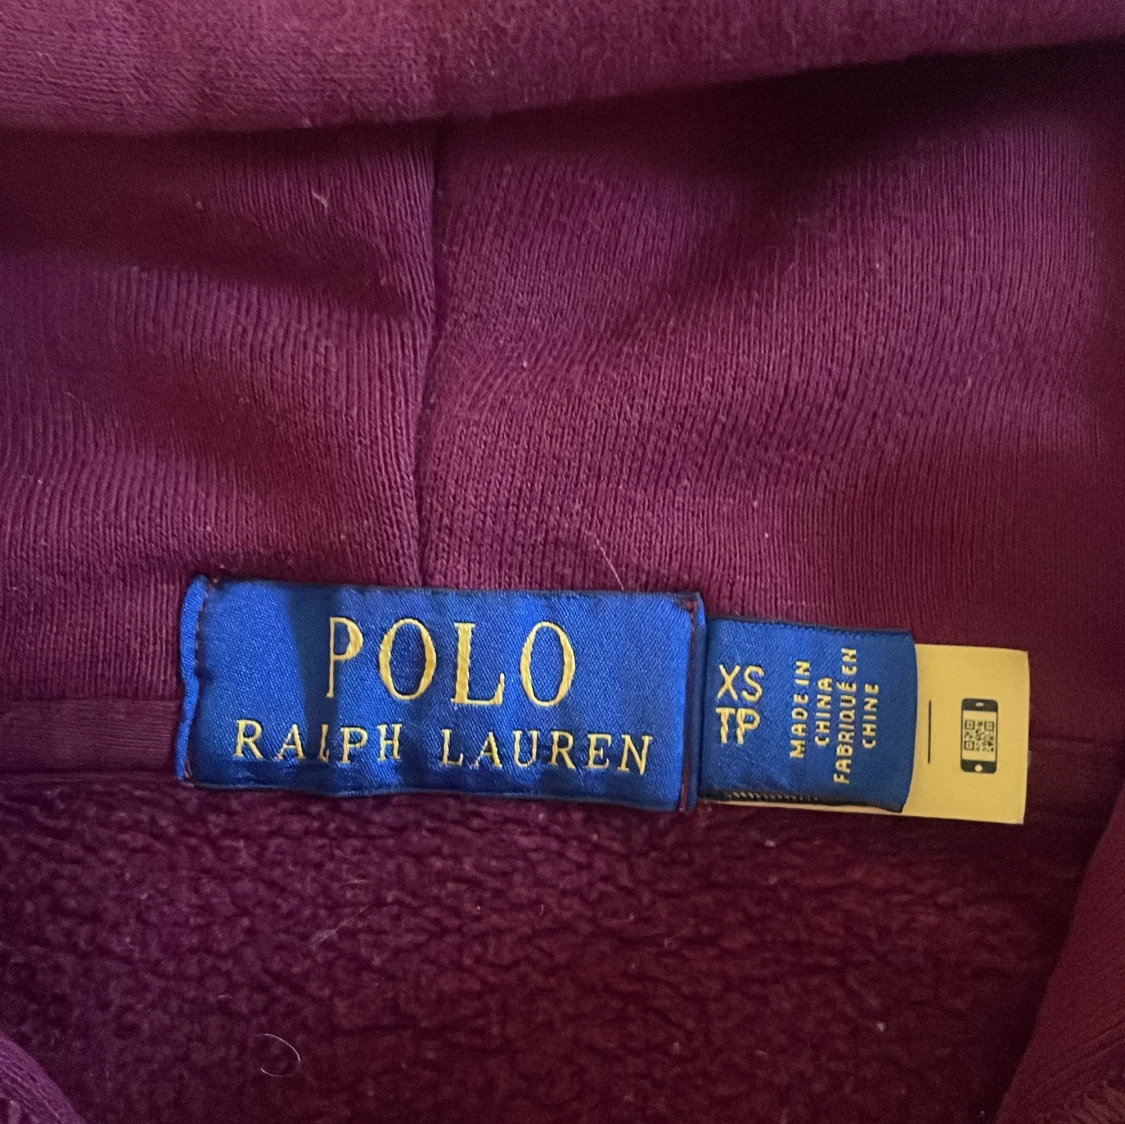 POLO
RALPH LAUREN
XS
TP
MADE IN
CHINA
FABRIQUÉ EN
CHINE